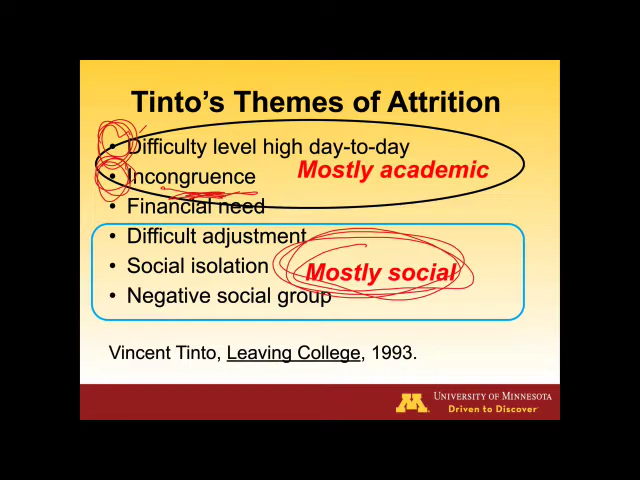 Tinto's Themes of Attrition
• Difficulty level high day-to-day
• Incongruence
Mostly academic
• Financial need
• Difficult adjustment
• Social isolation
Mostly social
• Negative social group
Vincent Tinto, Leaving College, 1993.
UNIVERSITY OF MINNESOTA
Driven to Discover